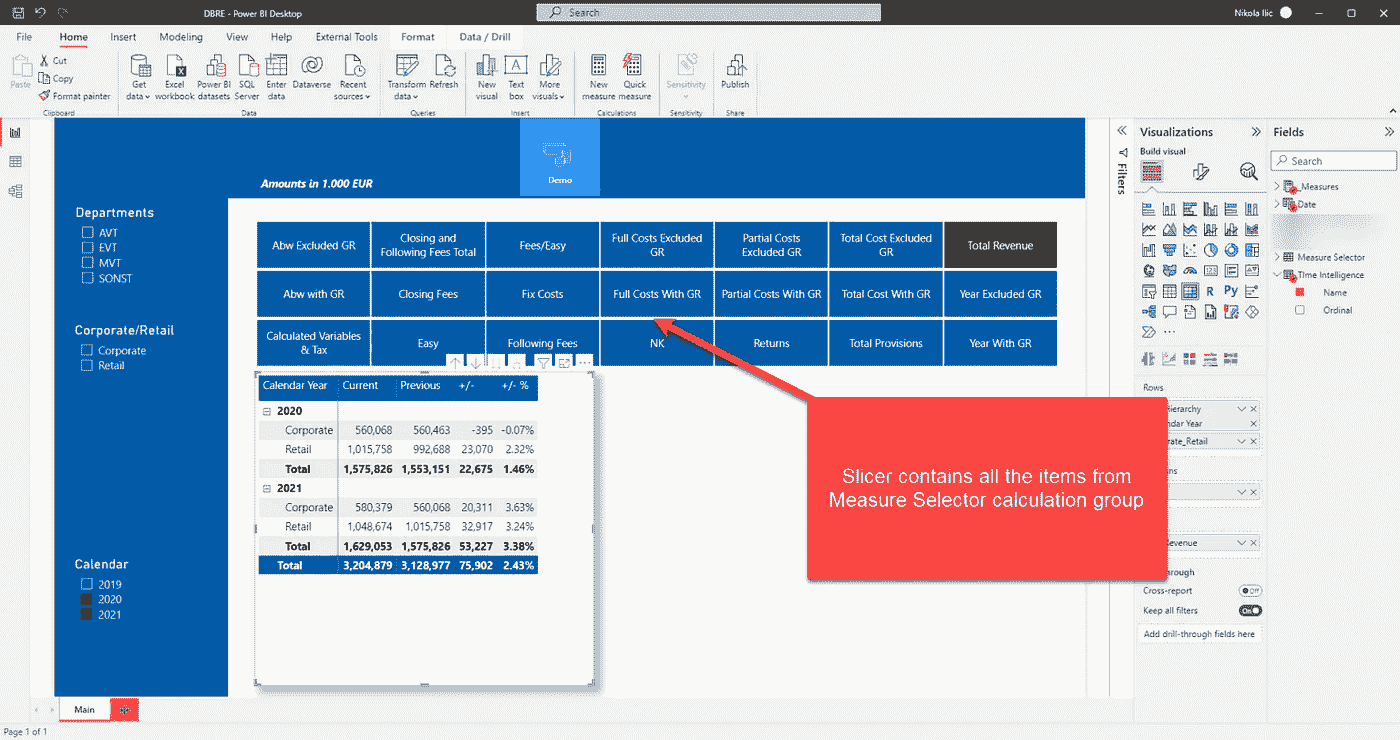 DBRE - Power BI Desktop
Search
Nikola Ilic
File Home Insert Modeling View Help External Tools Format Data / Drill
Paste
Cut
Copy
Format painter
Get data
Excel workbook
Power BI datasets
SQL Server
Enter data
Dataverse
Recent sources
Transform data
Refresh
New visual
Text box
More visuals
New measure
Quick measure
Sensitivity
Publish
Clipboard Data Queries Insert Calculations Sensitivity Share
Amounts in 1.000 EUR
Demo
Departments
AVT
EVT
MVT
SONST
Corporate/Retail
Corporate
Retail
Calendar
2019
2020
2021
Abw Excluded GR
Closing and Following Fees Total
Fees/Easy
Full Costs Excluded GR
Partial Costs Excluded GR
Total Cost Excluded GR
Total Revenue
Abw with GR
Closing Fees
Fix Costs
Full Costs With GR
Partial Costs With GR
Total Cost With GR
Year Excluded GR
Calculated Variables & Tax
Easy
Following Fees
NK
Returns
Total Provisions
Year With GR
Calendar Year Current Previous +/- +/- %
2020
Corporate 560,068 560,463 -395 -0.07%
Retail 1,015,758 992,688 23,070 2.32%
Total 1,575,826 1,553,151 22,675 1.46%
2021
Corporate 580,379 560,068 20,311 3.63%
Retail 1,048,674 1,015,758 32,917 3.24%
Total 1,629,053 1,575,826 53,227 3.38%
Total 3,204,879 3,128,977 75,902 2.43%
Slicer contains all the items from
Measure Selector calculation group
Filters
Visualizations
Build visual
R Py
Rows
Hierarchy
ndar Year
ate_Retail
ns
evenue
rough
Cross-report
Off
Keep all filters
On
Add drill-through fields here
Fields
Search
_Measures
Date
Measure Selector
Time Intelligence
Name
Ordinal
Main
Page 1 of 1